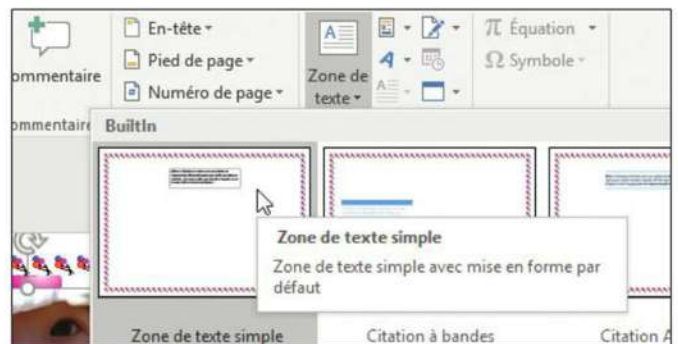 En-tête
Pied de page
Numéro de page
ommentaire
Zone de
texte
π Équation
Ω Symbole
ommentaire
BuiltIn
Zone de texte simple
Zone de texte simple avec mise en forme par
défaut
Zone de texte simple
Citation à bandes
Citation A